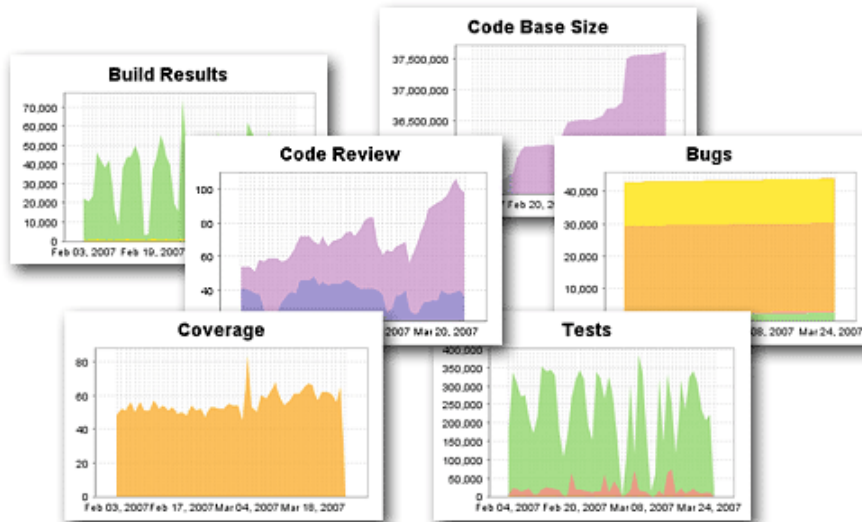 Code Base Size
37,500,000
37,000,000
36,500,000
Feb 20, 20
Build Results
70,000
60,000
50,000
40,000
30,000
20,000
10,000
0
Feb 03, 2007 Feb 19, 2007
Code Review
100
80
60
40
2007 Mar 20, 2007
Bugs
40,000
30,000
20,000
10,000
08, 2007 Mar 24, 2007
Coverage
80
60
40
20
0
Feb 03, 2007 Feb 17, 2007 Mar 04, 2007 Mar 18, 2007
Tests
400,000
350,000
300,000
250,000
200,000
150,000
100,000
50,000
0
Feb 04, 2007 Feb 20, 2007 Mar 08, 2007 Mar 24, 2007